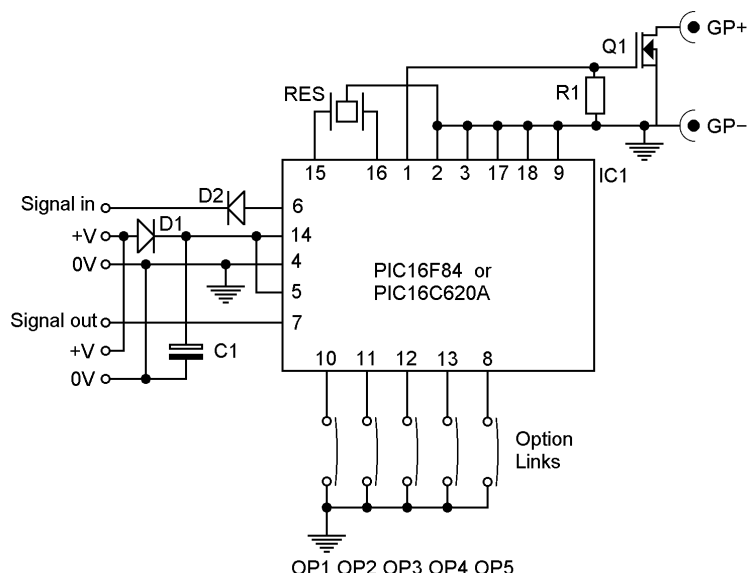 GP+
Q1
R1
RES
GP−
15 16 1 2 3 17 18 9 IC1
D2
Signal in 6
D1
+V 14
0V 4
PIC16F84 or
PIC16C620A
5
Signal out 7
+V C1
0V
10 11 12 13 8
Option
Links
OP1 OP2 OP3 OP4 OP5